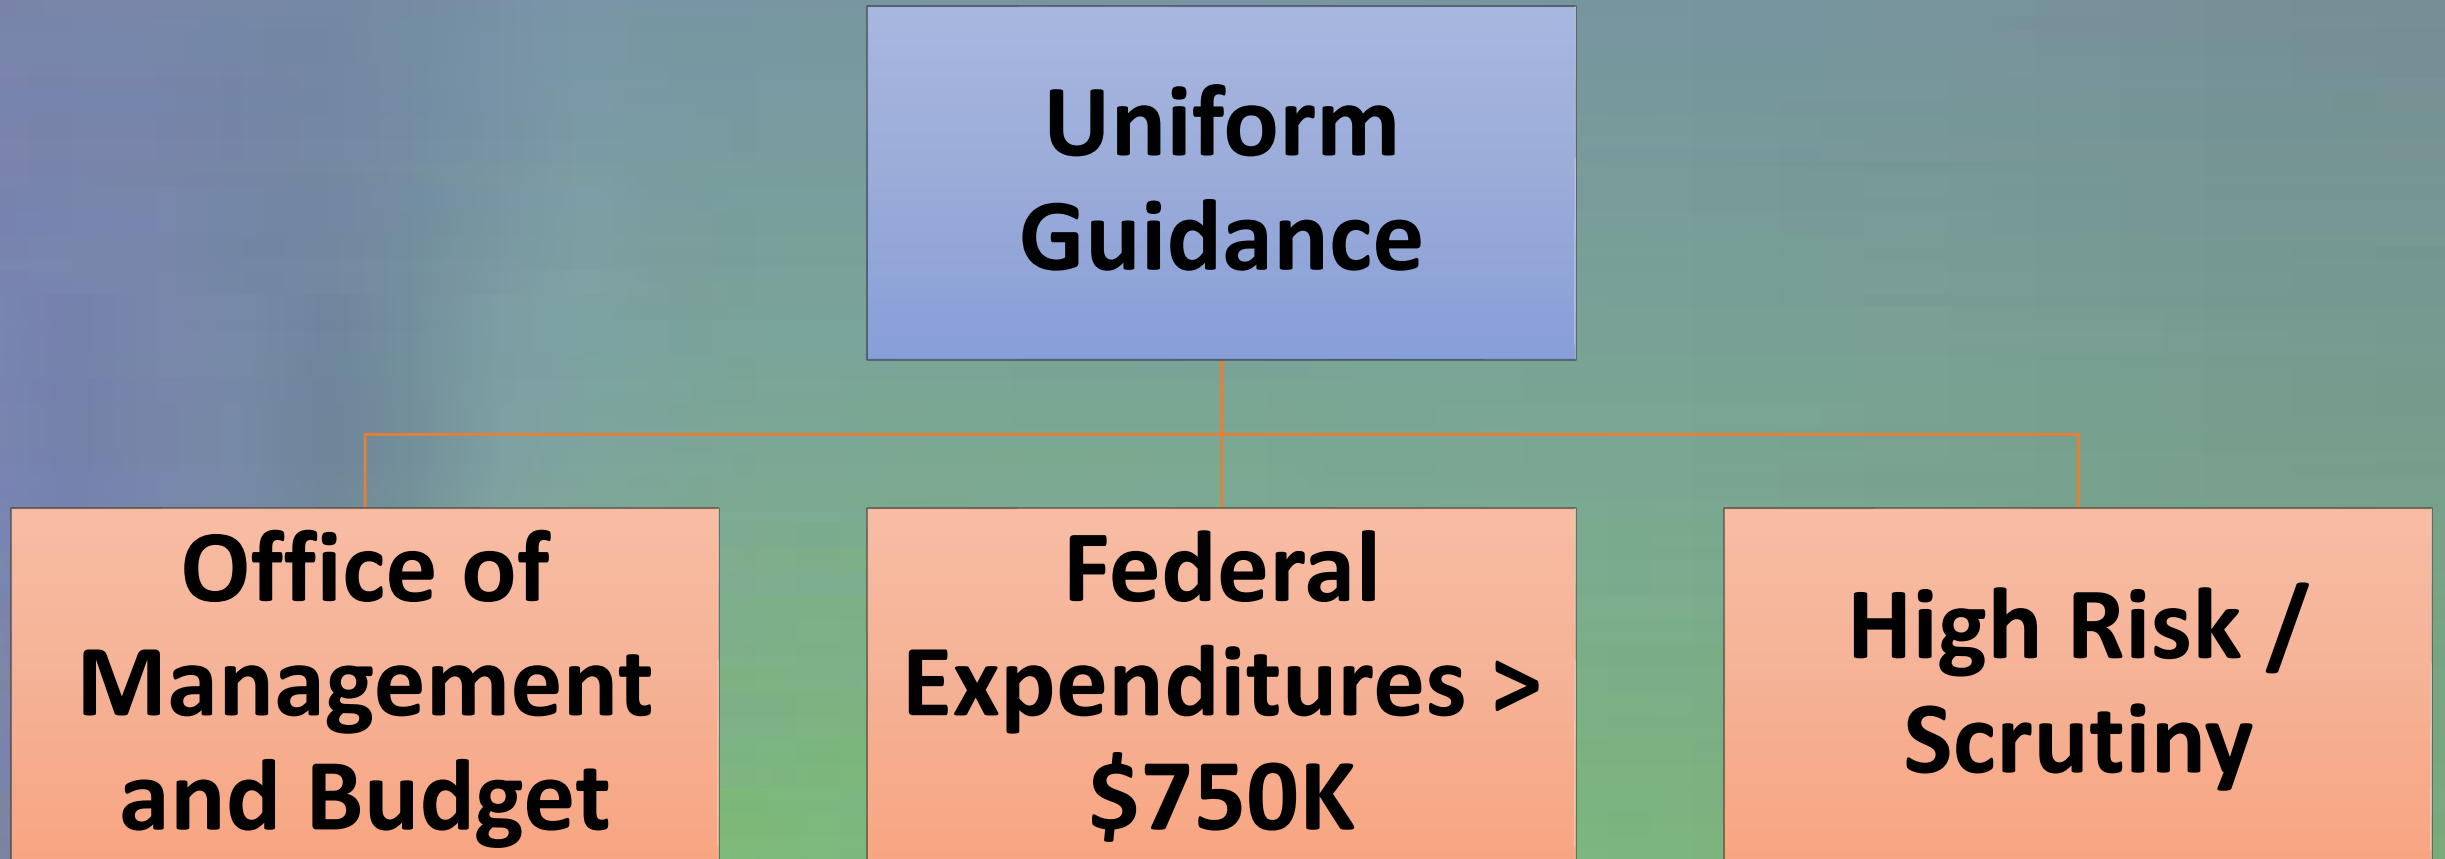 Uniform
Guidance
Office of
Management
and Budget
Federal
Expenditures >
$750K
High Risk /
Scrutiny